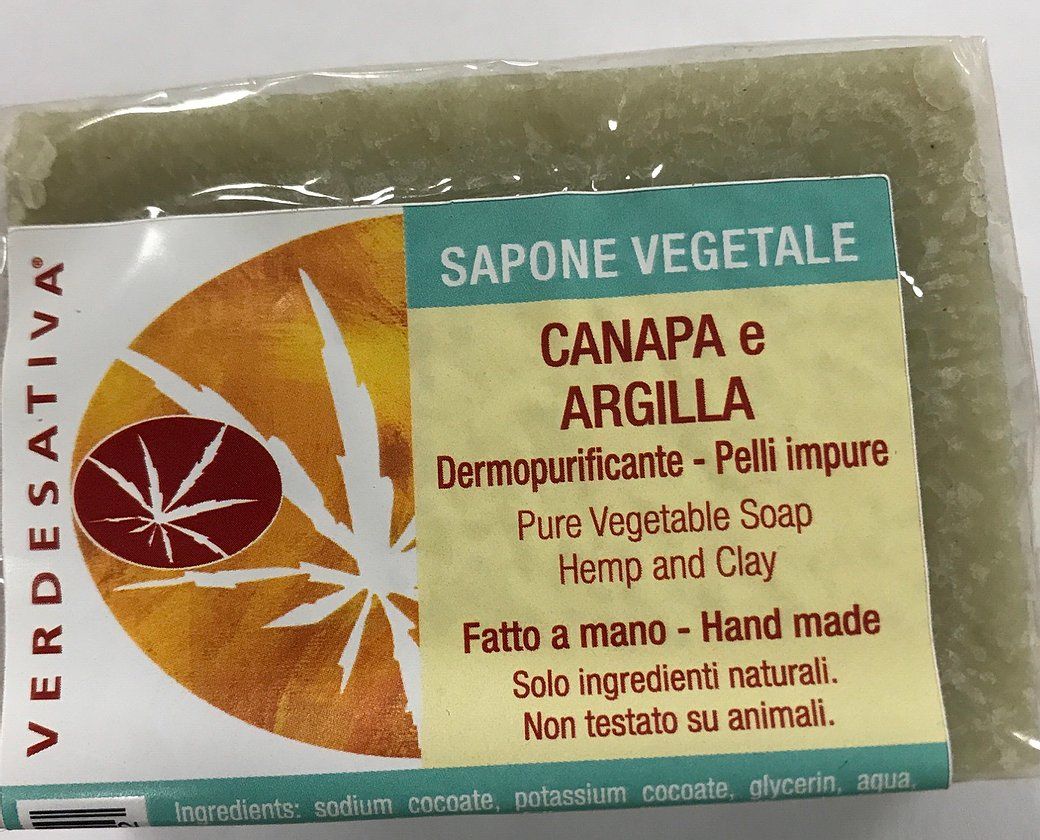 VERDESATIVA®
SAPONE VEGETALE
CANAPA e
ARGILLA
Dermopurificante - Pelli impure
Pure Vegetable Soap
Hemp and Clay
Fatto a mano - Hand made
Solo ingredienti naturali.
Non testato su animali.
Ingredients: sodium cocoate, potassium cocoate, glycerin, aqua,
2